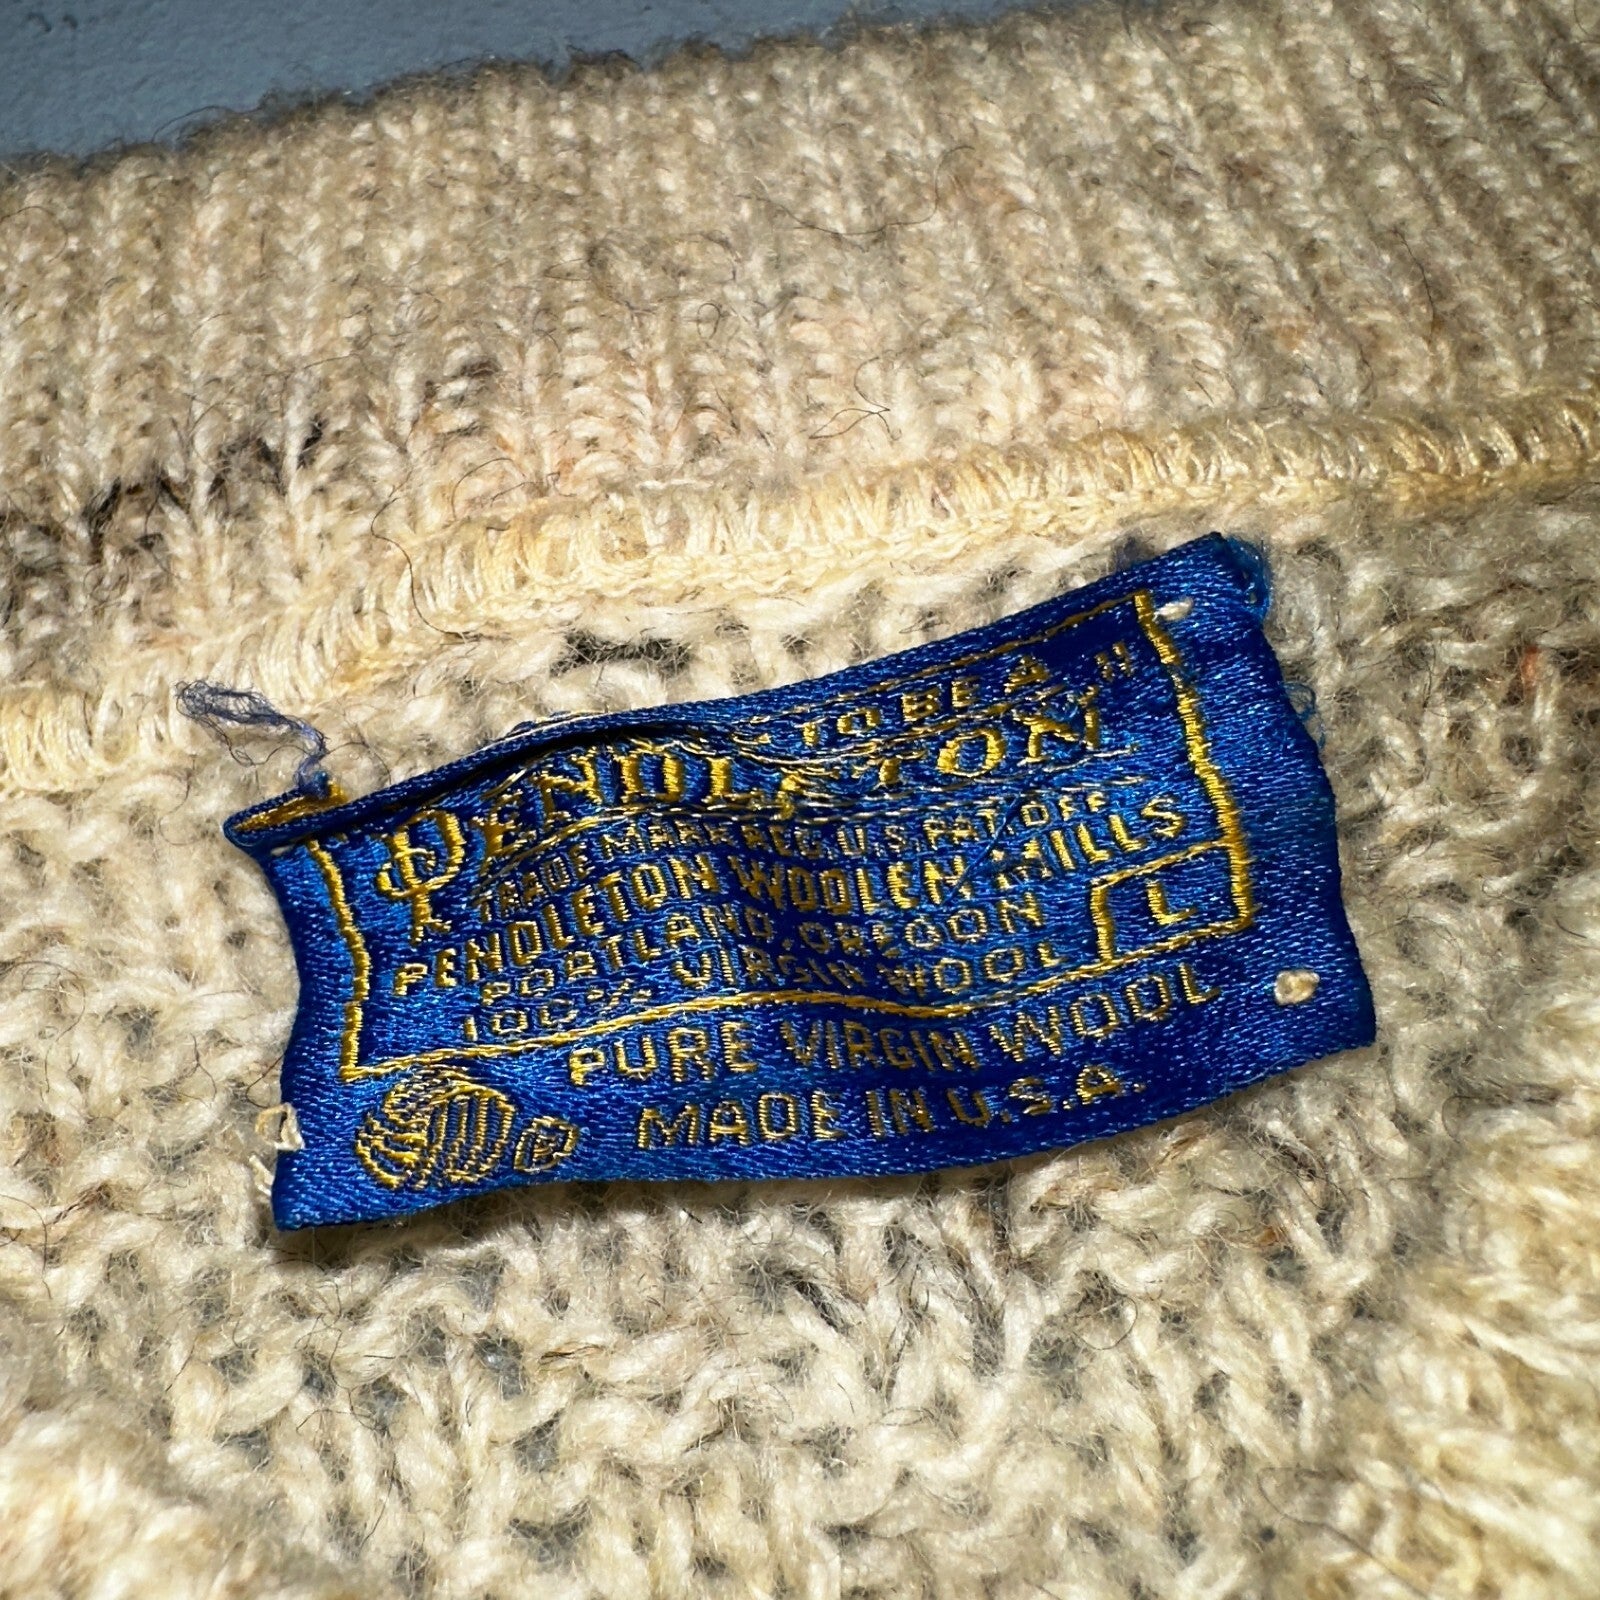 TO BE A
PENDLETON"
TRADE MARK REG. U.S. PAT. OFF
PENDLETON WOOLEN MILLS
PORTLAND, OREGON
100% VIRGIN WOOL
L
PURE VIRGIN WOOL
R
MADE IN U.S.A.